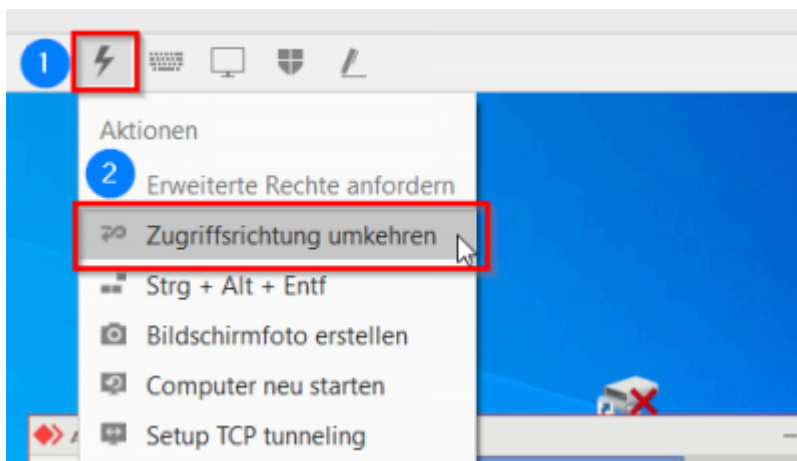 1
Aktionen
2
Erweiterte Rechte anfordern
Zugriffsrichtung umkehren
Strg + Alt + Entf
Bildschirmfoto erstellen
Computer neu starten
Setup TCP tunneling